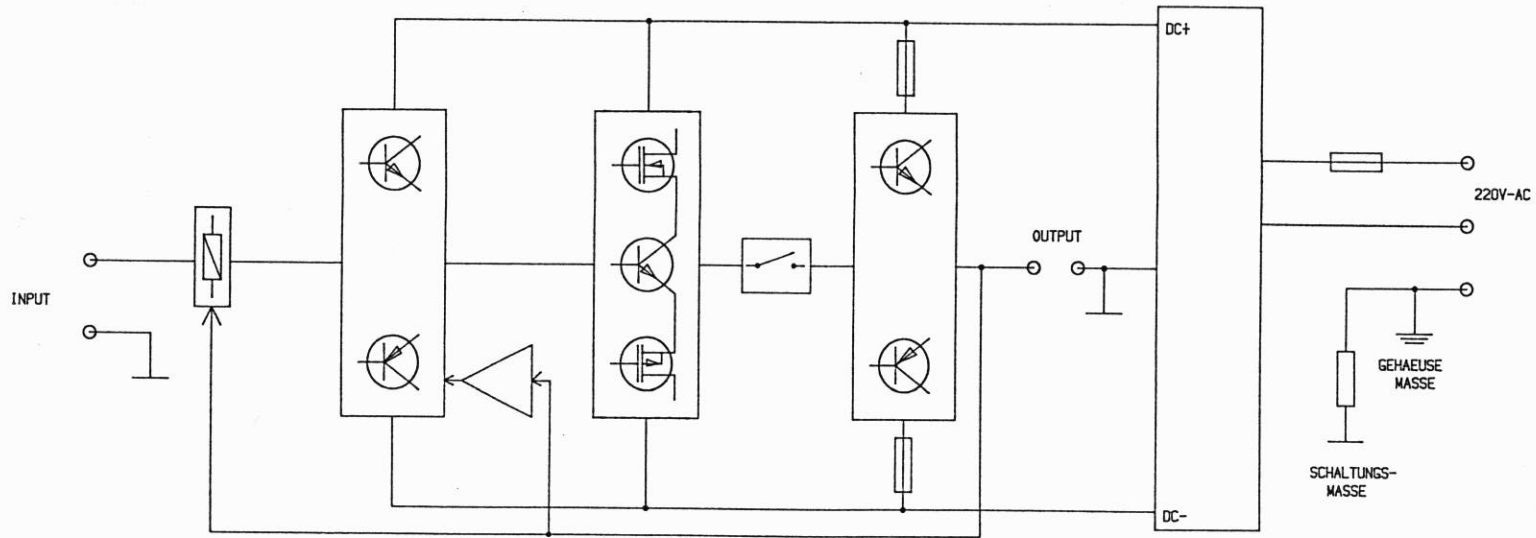 DC+
220V-AC
OUTPUT
INPUT
GEHAEUSE
MASSE
SCHALTUNGS-
MASSE
DC-